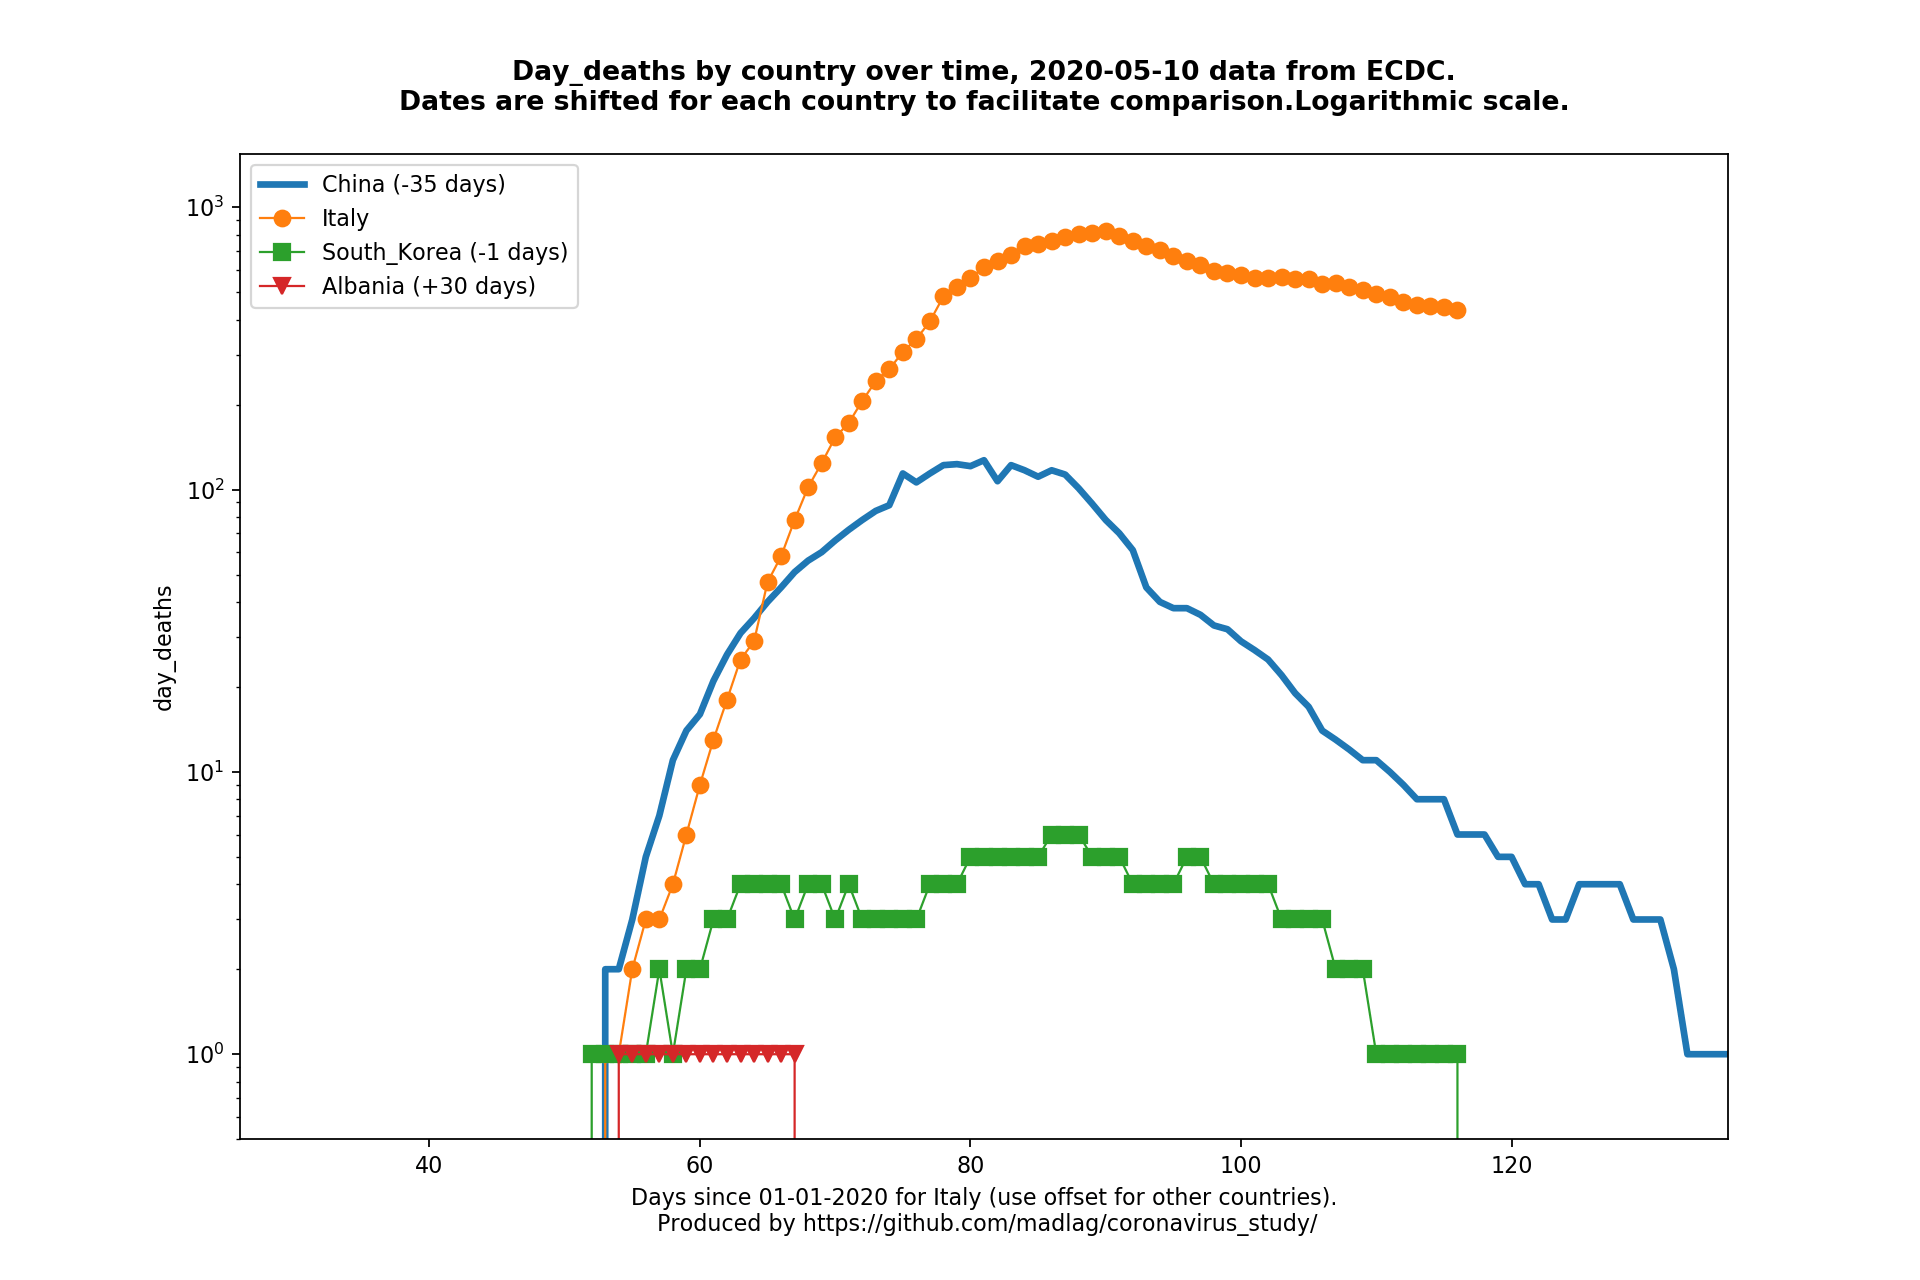 Day_deaths by country over time, 2020-05-10 data from ECDC.
Dates are shifted for each country to facilitate comparison.Logarithmic scale.
China (-35 days)
Italy
South_Korea (-1 days)
Albania (+30 days)
10³
10²
10¹
10⁰
day_deaths
40 60 80 100 120
Days since 01-01-2020 for Italy (use offset for other countries).
Produced by https://github.com/madlag/coronavirus_study/